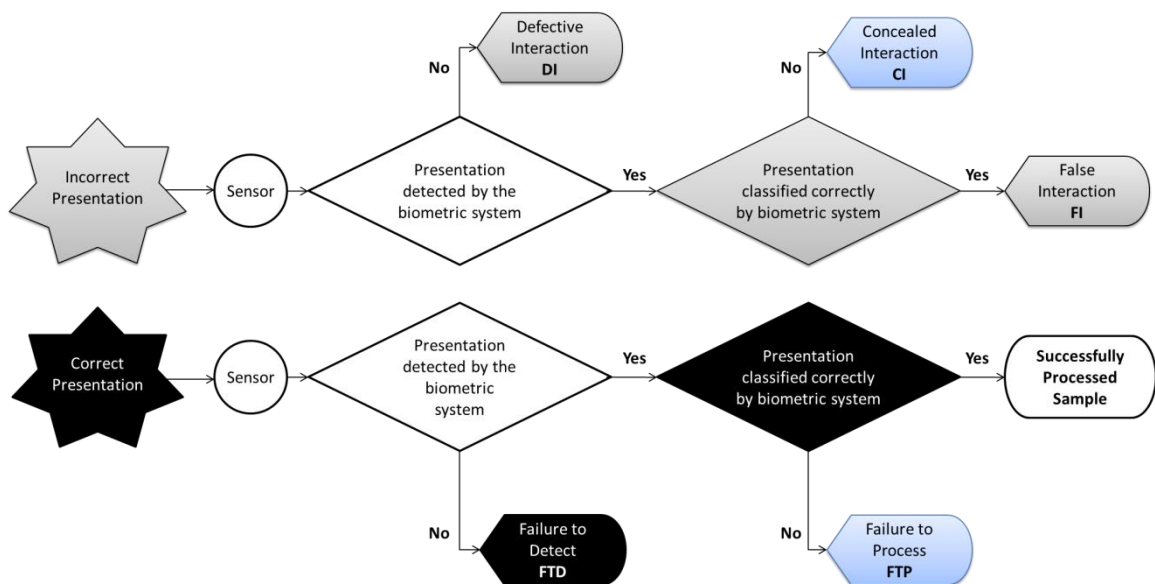 Defective
Interaction
DI
Concealed
Interaction
CI
No
No
Incorrect
Presentation
Sensor
Presentation
detected by the
biometric system
Yes
Presentation
classified correctly
by biometric system
Yes
False
Interaction
FI
Correct
Presentation
Sensor
Presentation
detected by the
biometric
system
Yes
Presentation
classified correctly
by biometric system
Yes
Successfully
Processed
Sample
No
Failure to
Detect
FTD
No
Failure to
Process
FTP